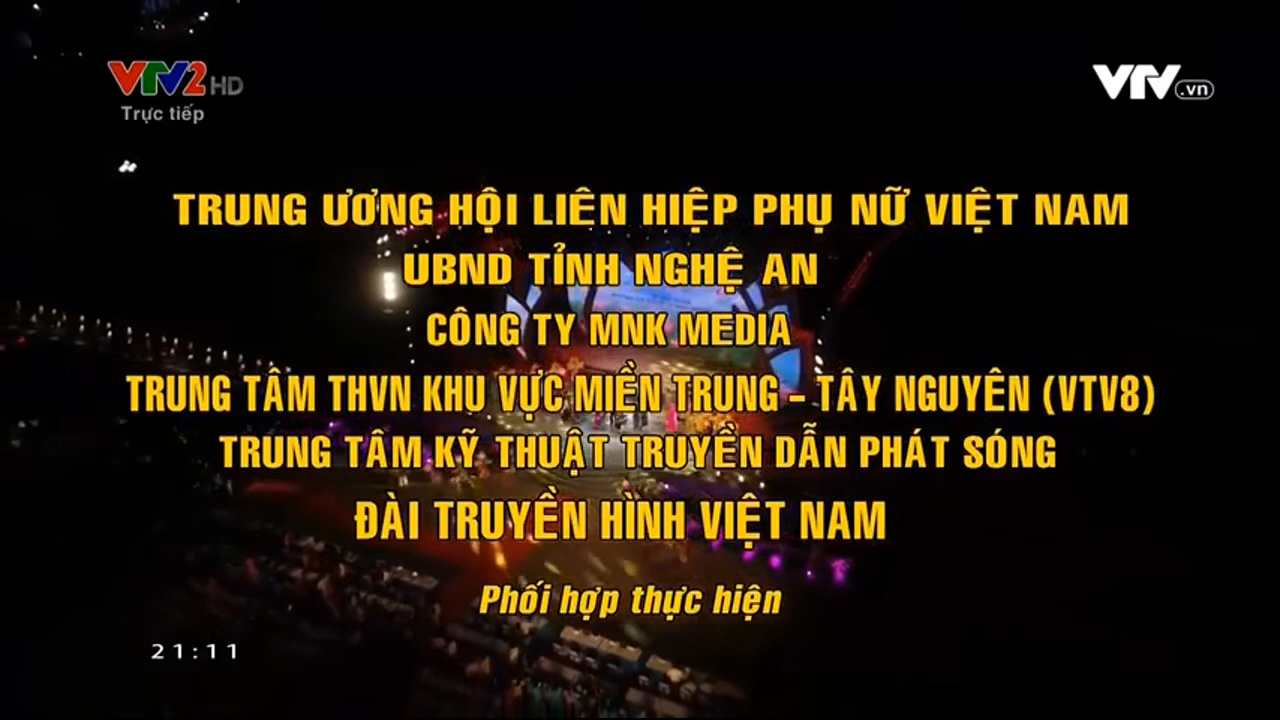 VTV2 HD
Trực tiếp
VTV.vn
TRUNG ƯƠNG HỘI LIÊN HIỆP PHỤ NỮ VIỆT NAM
UBND TỈNH NGHỆ AN
CÔNG TY MNK MEDIA
TRUNG TÂM THVN KHU VỰC MIỀN TRUNG – TÂY NGUYÊN (VTV8)
TRUNG TÂM KỸ THUẬT TRUYỀN DẪN PHÁT SÓNG
ĐÀI TRUYỀN HÌNH VIỆT NAM
Phối hợp thực hiện
21:11